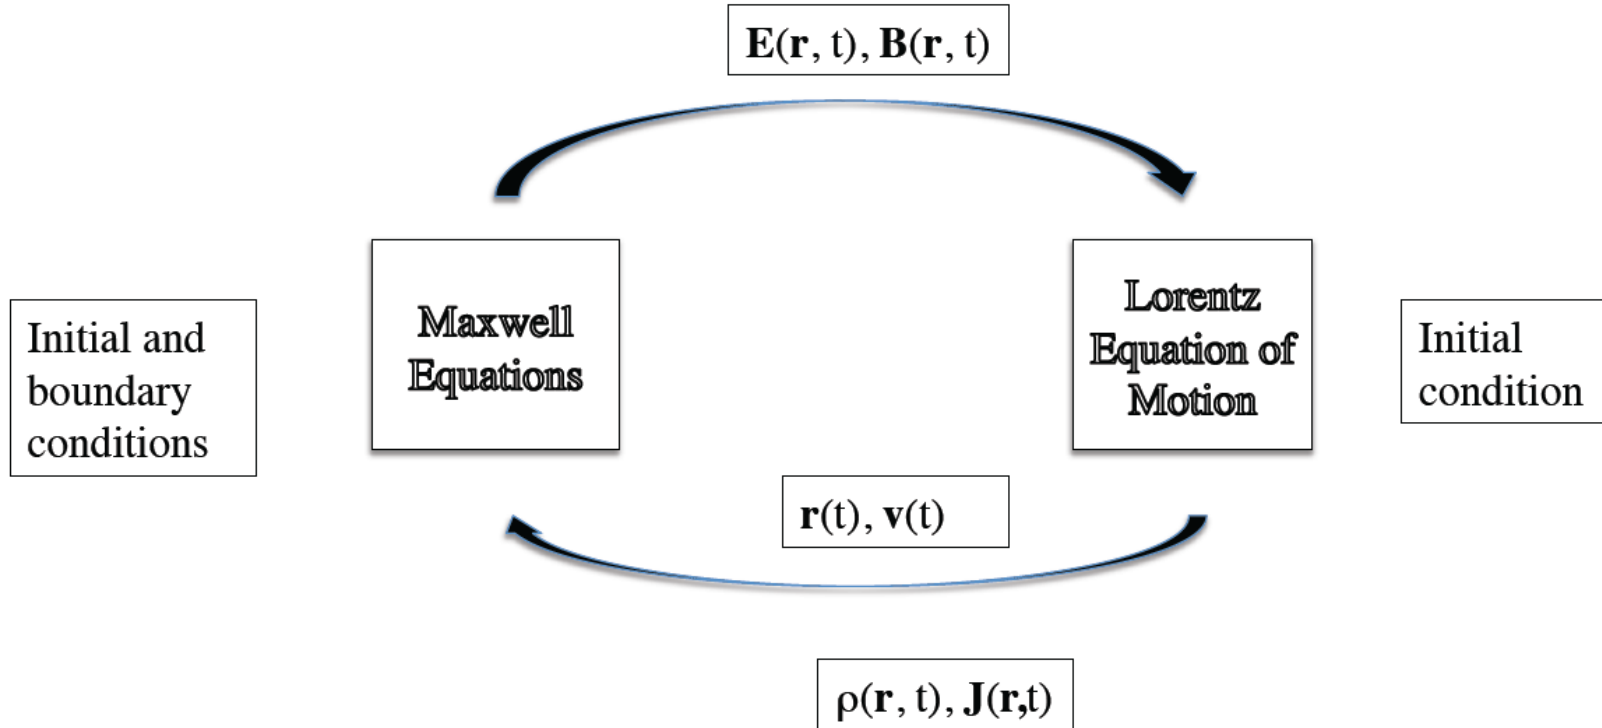 E(r, t), B(r, t)
Initial and
boundary
conditions
Maxwell
Equations
Lorentz
Equation of
Motion
Initial
condition
r(t), v(t)
ρ(r, t), J(r,t)